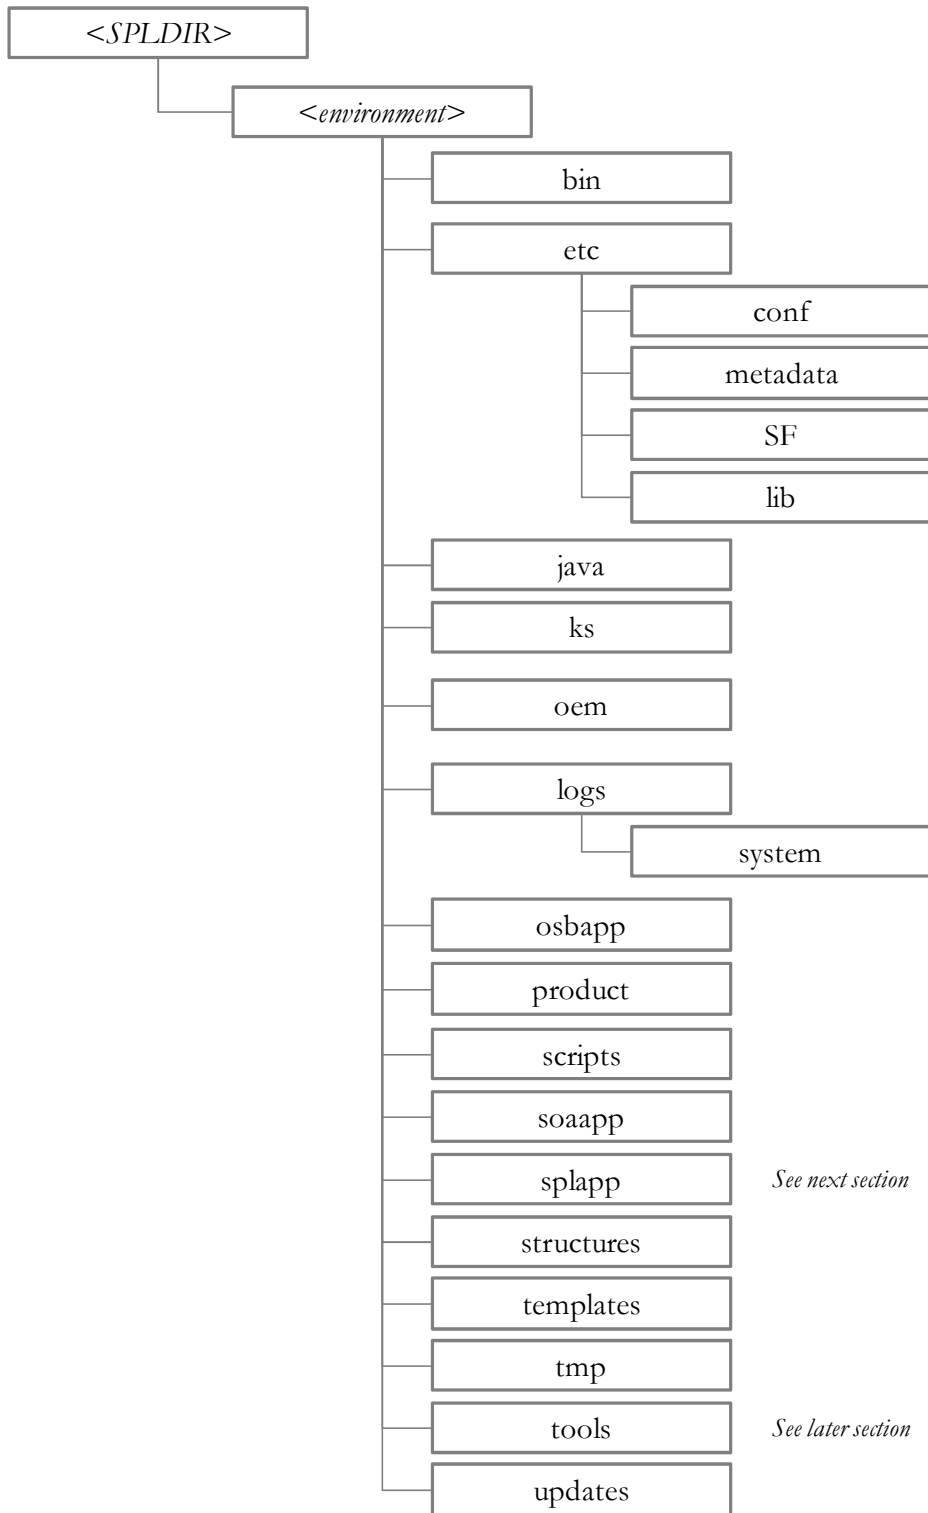 <SPLDIR>
<environment>
bin
etc
conf
metadata
SF
lib
java
ks
oem
logs
system
osbapp
product
scripts
soaapp
splapp
See next section
structures
templates
tmp
tools
See later section
updates